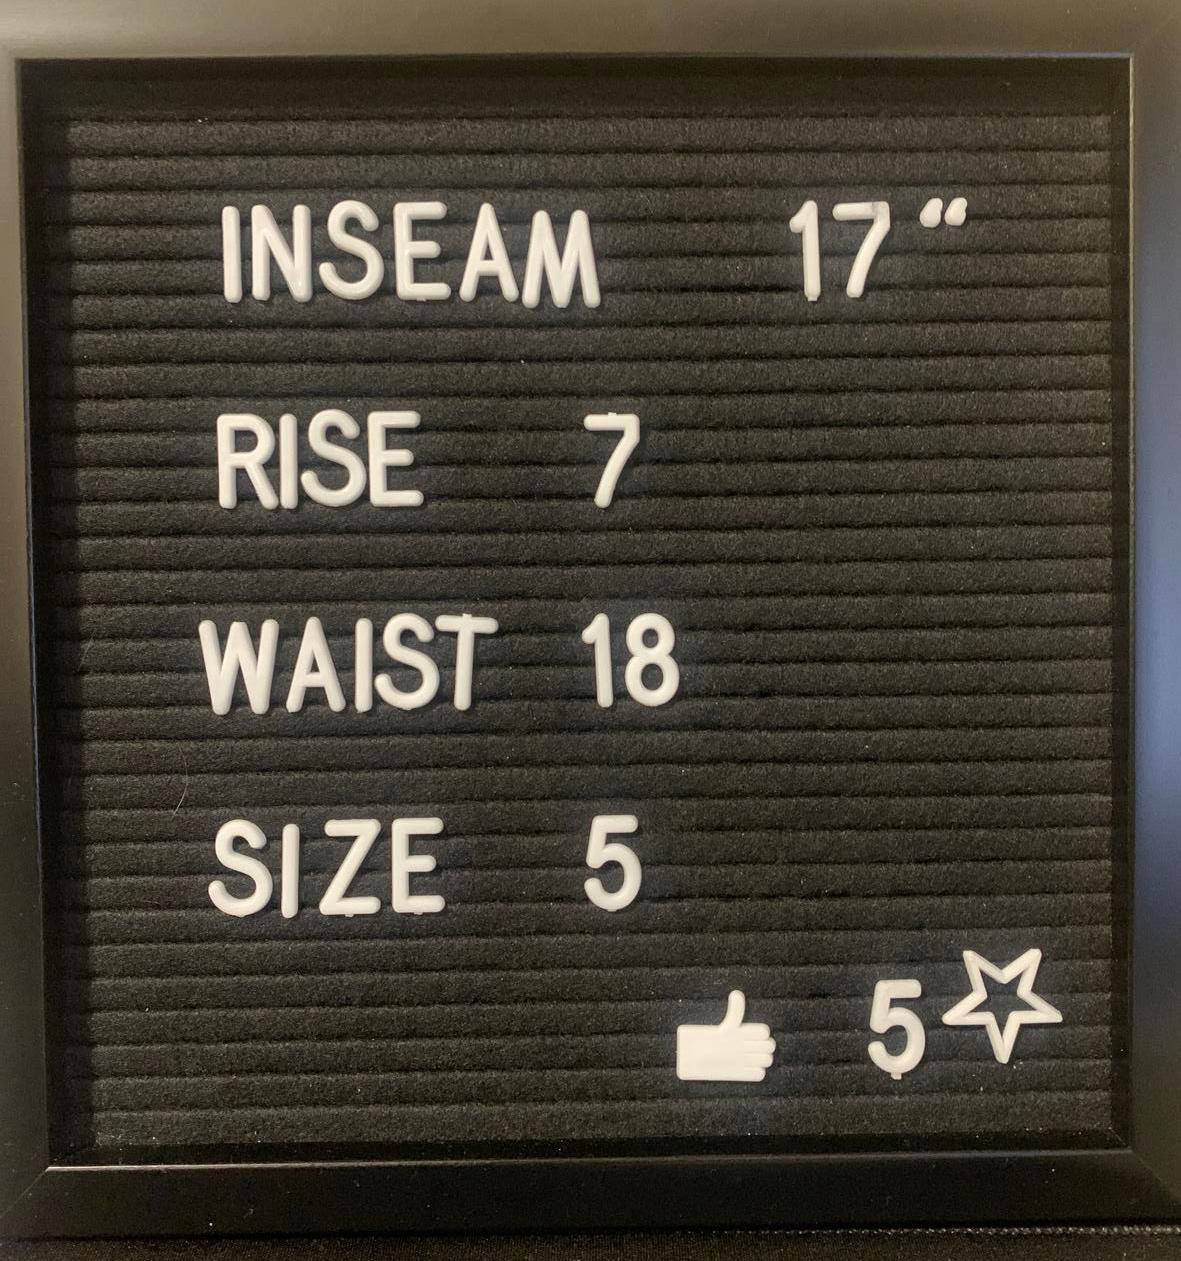 INSEAM 17“
RISE 7
WAIST 18
SIZE 5
👍 5☆